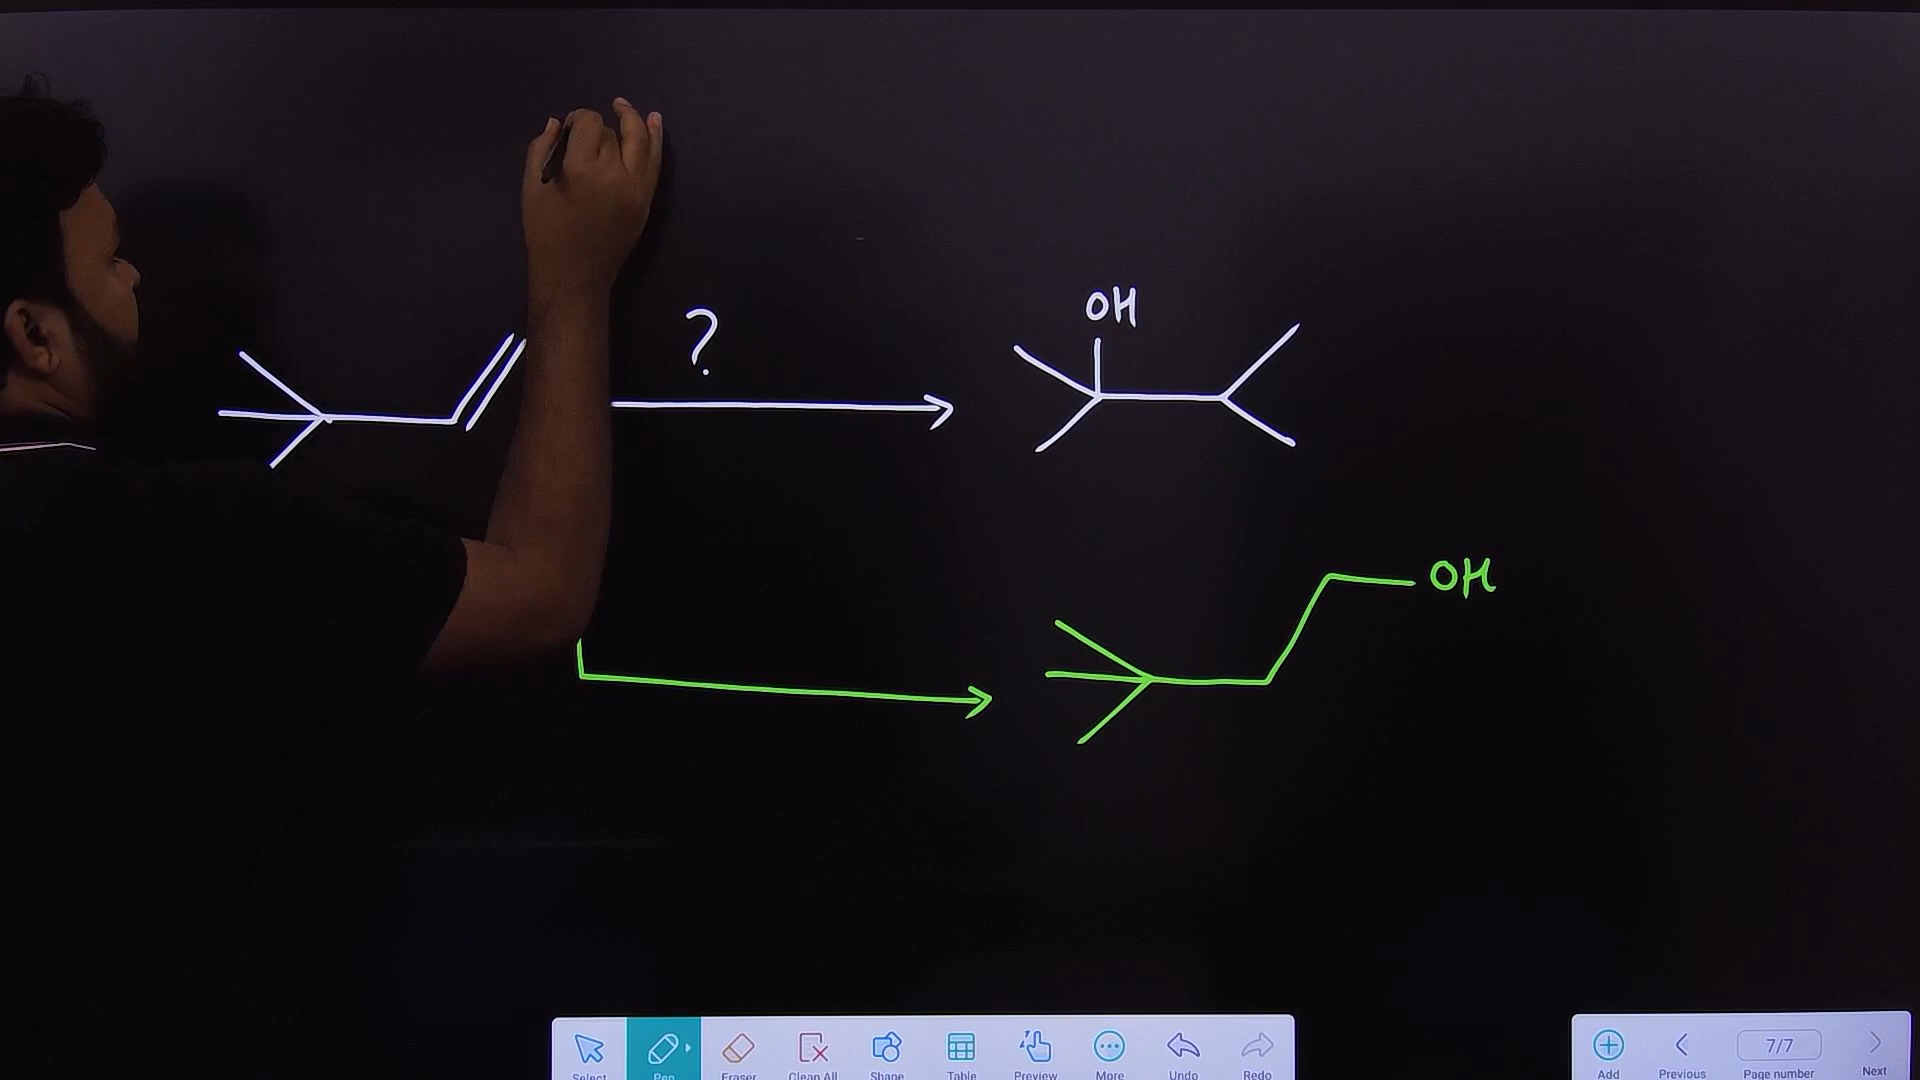 ?
OH
OH
Select Pen Eraser Clean All Shape Table Preview More Undo Redo
7/7
Add Previous Page number Next